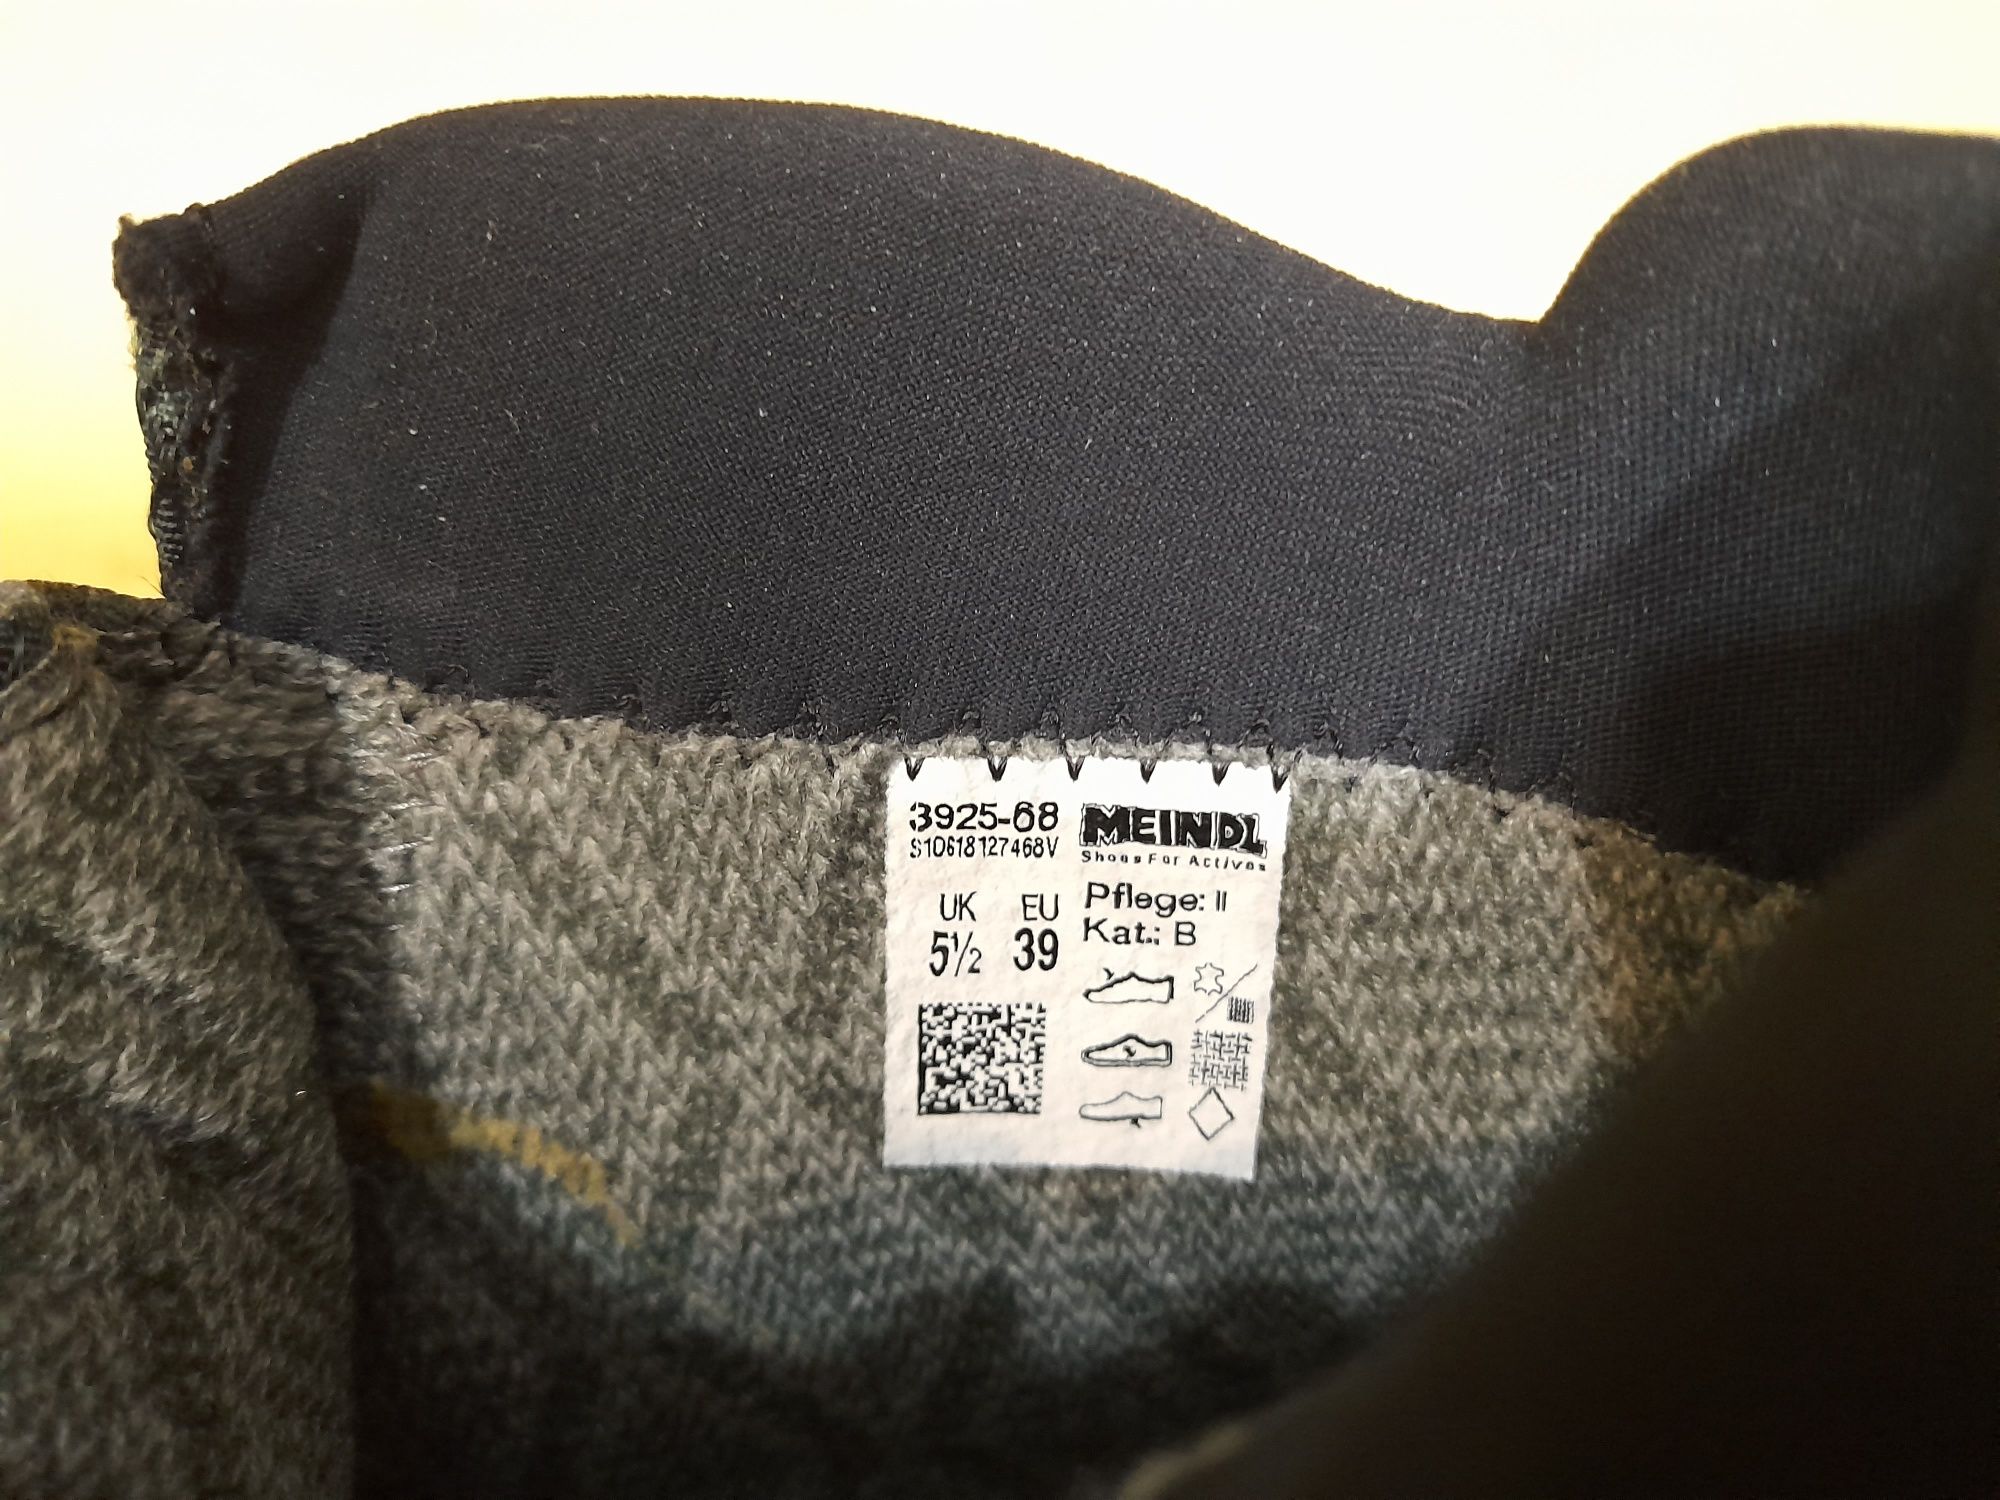 3925-68
S10618127468V
UK EU
5½ 39
MEINDL
Shoes For Actives
Pflege: II
Kat.: B